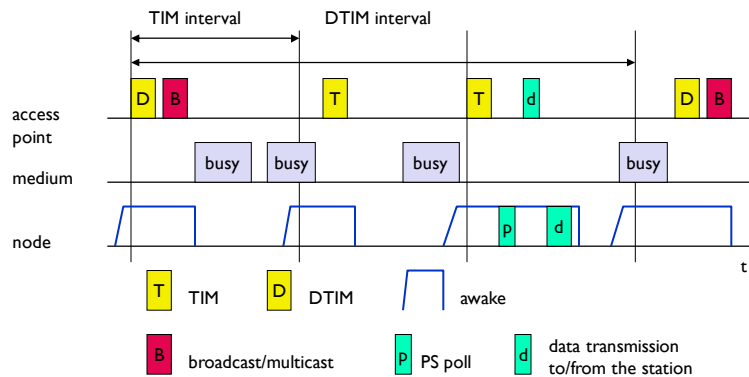 TIM interval DTIM interval
D B T T d D B
access
point
busy busy busy busy
medium
p d
node
t
T TIM D DTIM awake
B broadcast/multicast p PS poll d data transmission
to/from the station